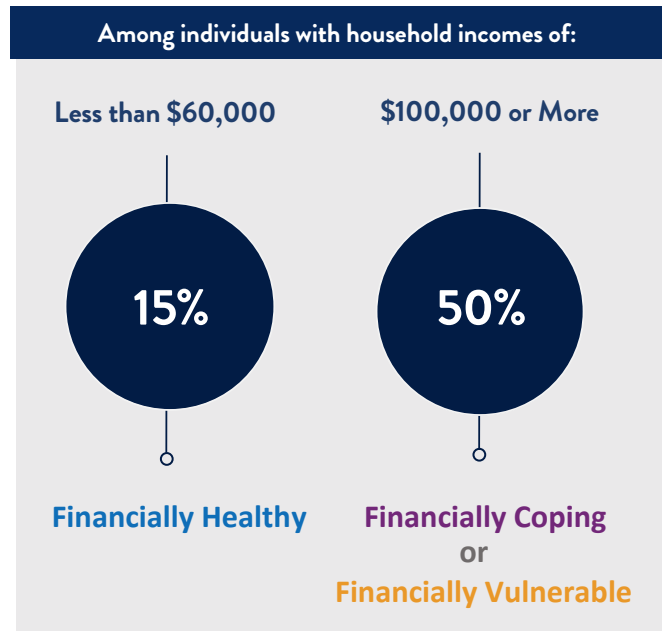 Among individuals with household incomes of:
Less than $60,000
15%
Financially Healthy
$100,000 or More
50%
Financially Coping
or
Financially Vulnerable